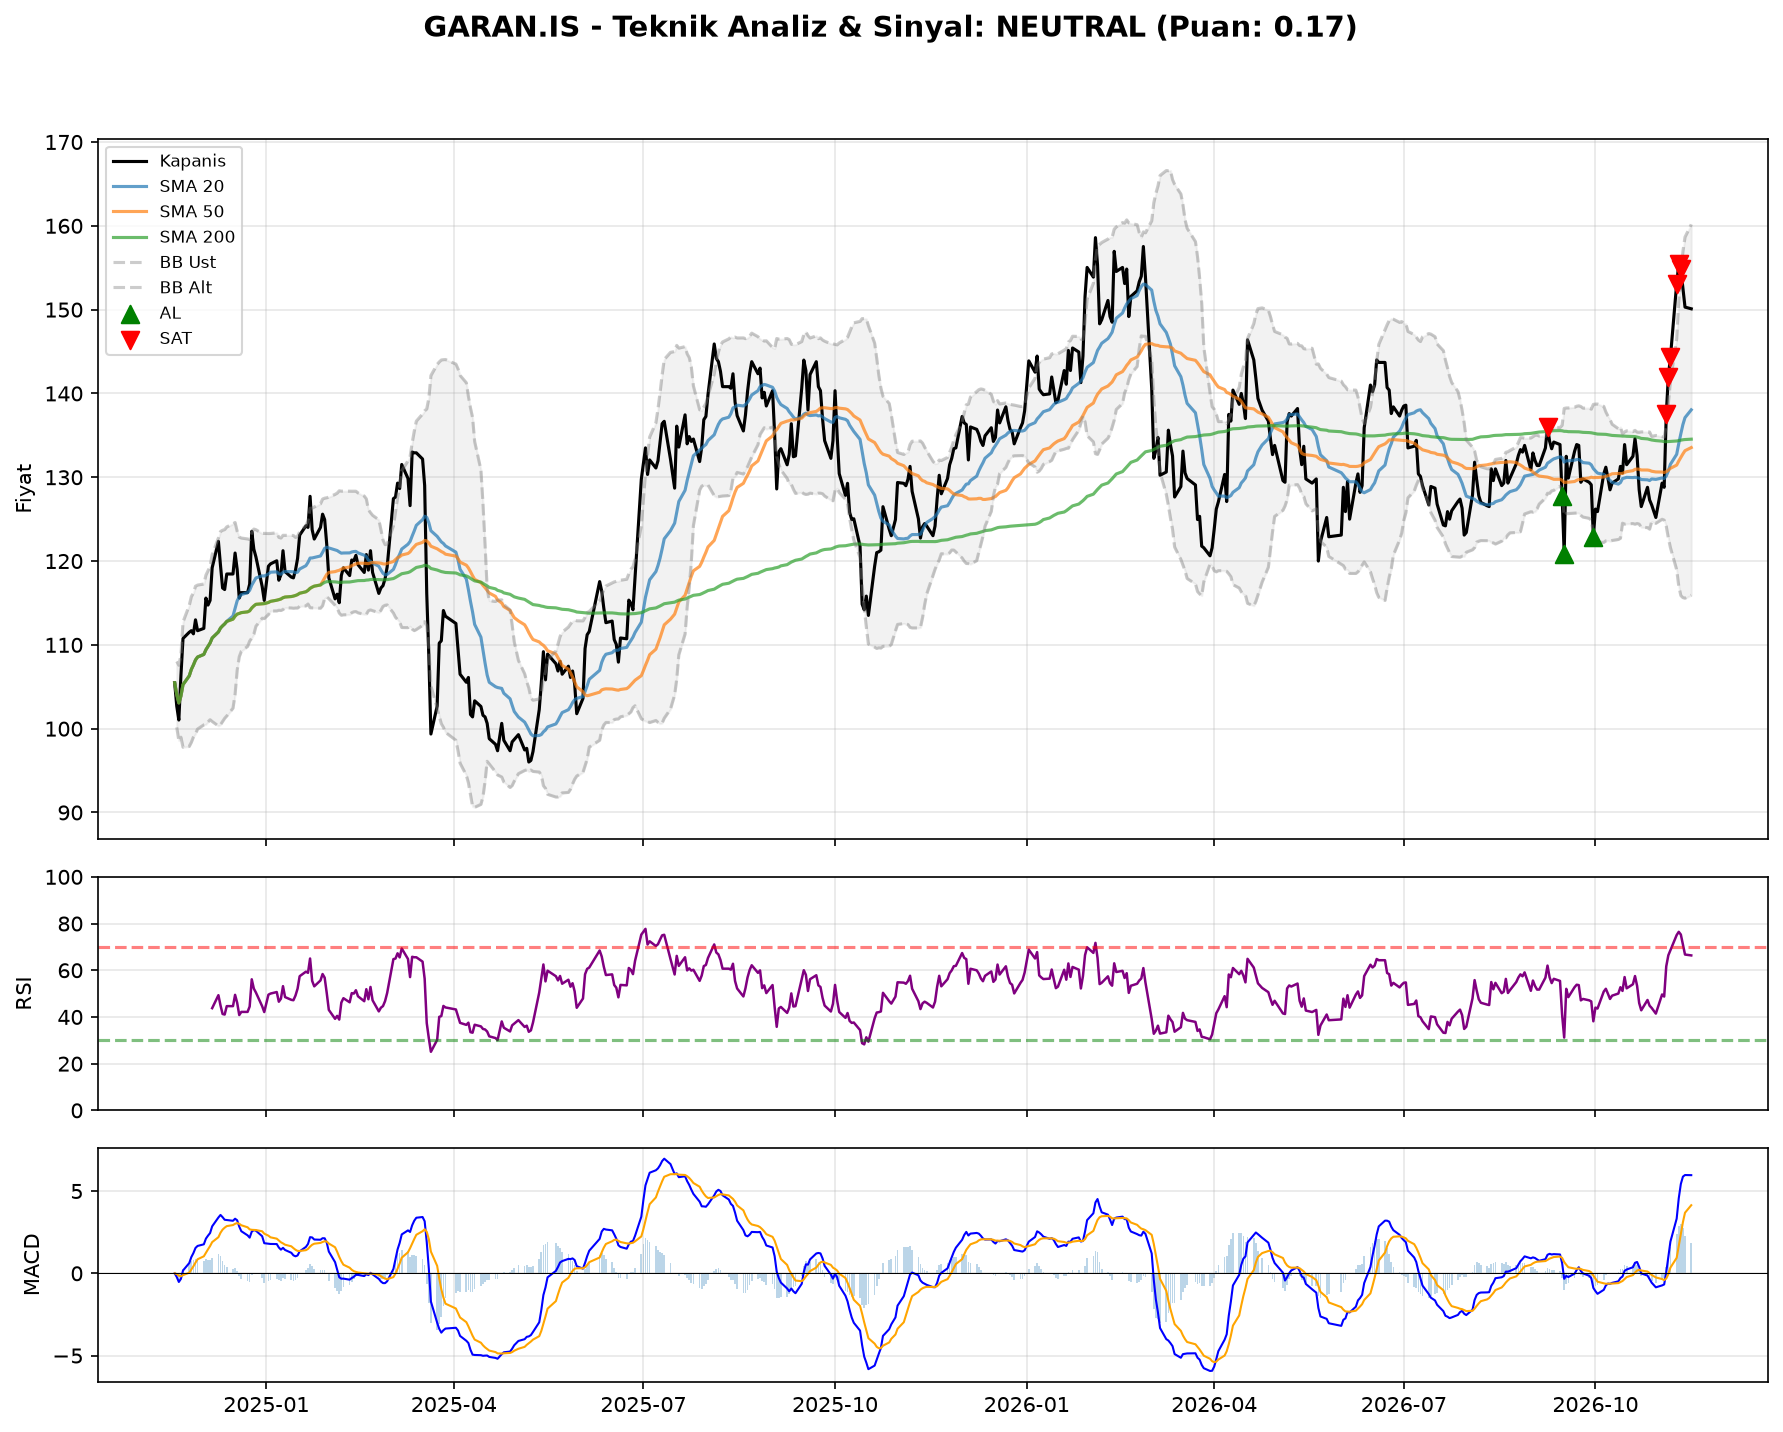 GARAN.IS - Teknik Analiz & Sinyal: NEUTRAL (Puan: 0.17)
Kapanis
SMA 20
SMA 50
SMA 200
BB Ust
BB Alt
AL
SAT
Fiyat
170
160
150
140
130
120
110
100
90
RSI
100
80
60
40
20
0
MACD
5
0
−5
2025-01
2025-04
2025-07
2025-10
2026-01
2026-04
2026-07
2026-10